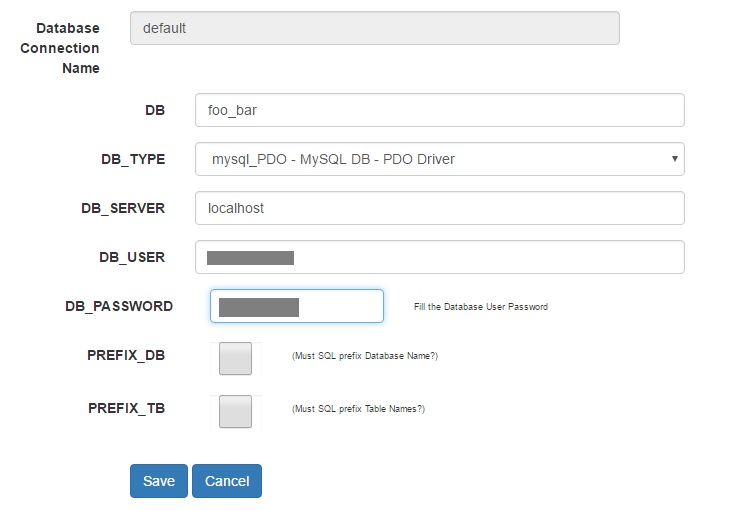 Database Connection Name
default
DB
foo_bar
DB_TYPE
mysql_PDO - MySQL DB - PDO Driver
DB_SERVER
localhost
DB_USER
DB_PASSWORD
Fill the Database User Password
PREFIX_DB
(Must SQL prefix Database Name?)
PREFIX_TB
(Must SQL prefix Table Names?)
Save
Cancel